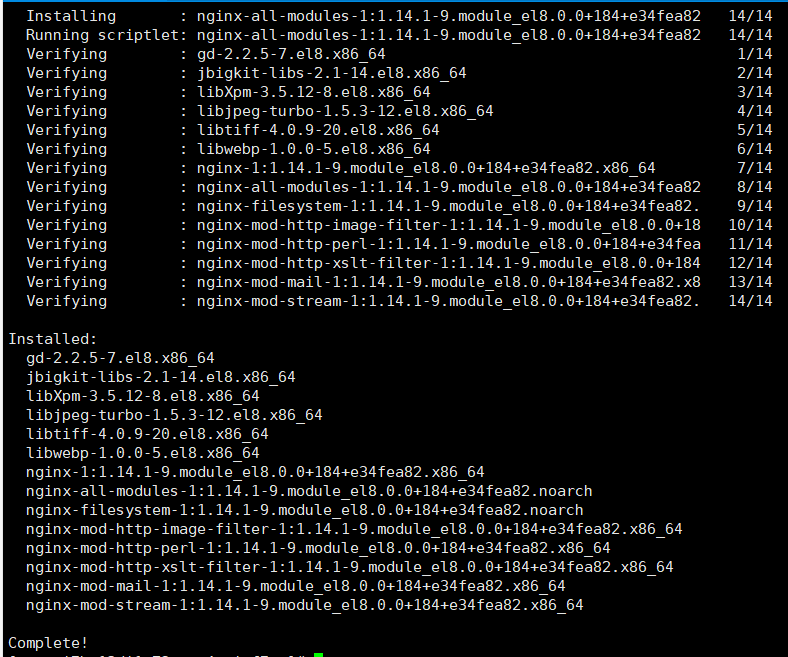 Installing       : nginx-all-modules-1:1.14.1-9.module_el8.0.0+184+e34fea82   14/14
Running scriptlet: nginx-all-modules-1:1.14.1-9.module_el8.0.0+184+e34fea82   14/14
Verifying        : gd-2.2.5-7.el8.x86_64   1/14
Verifying        : jbigkit-libs-2.1-14.el8.x86_64   2/14
Verifying        : libXpm-3.5.12-8.el8.x86_64   3/14
Verifying        : libjpeg-turbo-1.5.3-12.el8.x86_64   4/14
Verifying        : libtiff-4.0.9-20.el8.x86_64   5/14
Verifying        : libwebp-1.0.0-5.el8.x86_64   6/14
Verifying        : nginx-1:1.14.1-9.module_el8.0.0+184+e34fea82.x86_64   7/14
Verifying        : nginx-all-modules-1:1.14.1-9.module_el8.0.0+184+e34fea82   8/14
Verifying        : nginx-filesystem-1:1.14.1-9.module_el8.0.0+184+e34fea82.   9/14
Verifying        : nginx-mod-http-image-filter-1:1.14.1-9.module_el8.0.0+18   10/14
Verifying        : nginx-mod-http-perl-1:1.14.1-9.module_el8.0.0+184+e34fea   11/14
Verifying        : nginx-mod-http-xslt-filter-1:1.14.1-9.module_el8.0.0+184   12/14
Verifying        : nginx-mod-mail-1:1.14.1-9.module_el8.0.0+184+e34fea82.x8   13/14
Verifying        : nginx-mod-stream-1:1.14.1-9.module_el8.0.0+184+e34fea82.   14/14
Installed:
gd-2.2.5-7.el8.x86_64
jbigkit-libs-2.1-14.el8.x86_64
libXpm-3.5.12-8.el8.x86_64
libjpeg-turbo-1.5.3-12.el8.x86_64
libtiff-4.0.9-20.el8.x86_64
libwebp-1.0.0-5.el8.x86_64
nginx-1:1.14.1-9.module_el8.0.0+184+e34fea82.x86_64
nginx-all-modules-1:1.14.1-9.module_el8.0.0+184+e34fea82.noarch
nginx-filesystem-1:1.14.1-9.module_el8.0.0+184+e34fea82.noarch
nginx-mod-http-image-filter-1:1.14.1-9.module_el8.0.0+184+e34fea82.x86_64
nginx-mod-http-perl-1:1.14.1-9.module_el8.0.0+184+e34fea82.x86_64
nginx-mod-http-xslt-filter-1:1.14.1-9.module_el8.0.0+184+e34fea82.x86_64
nginx-mod-mail-1:1.14.1-9.module_el8.0.0+184+e34fea82.x86_64
nginx-mod-stream-1:1.14.1-9.module_el8.0.0+184+e34fea82.x86_64
Complete!